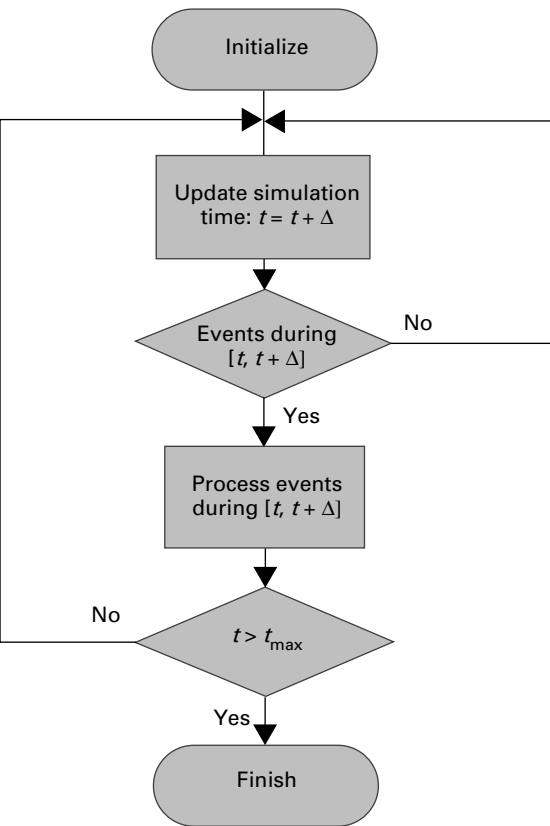 Initialize
Update simulation
time: t = t + Δ
Events during
[t, t + Δ]
No
Yes
Process events
during [t, t + Δ]
No
t > tmax
Yes
Finish